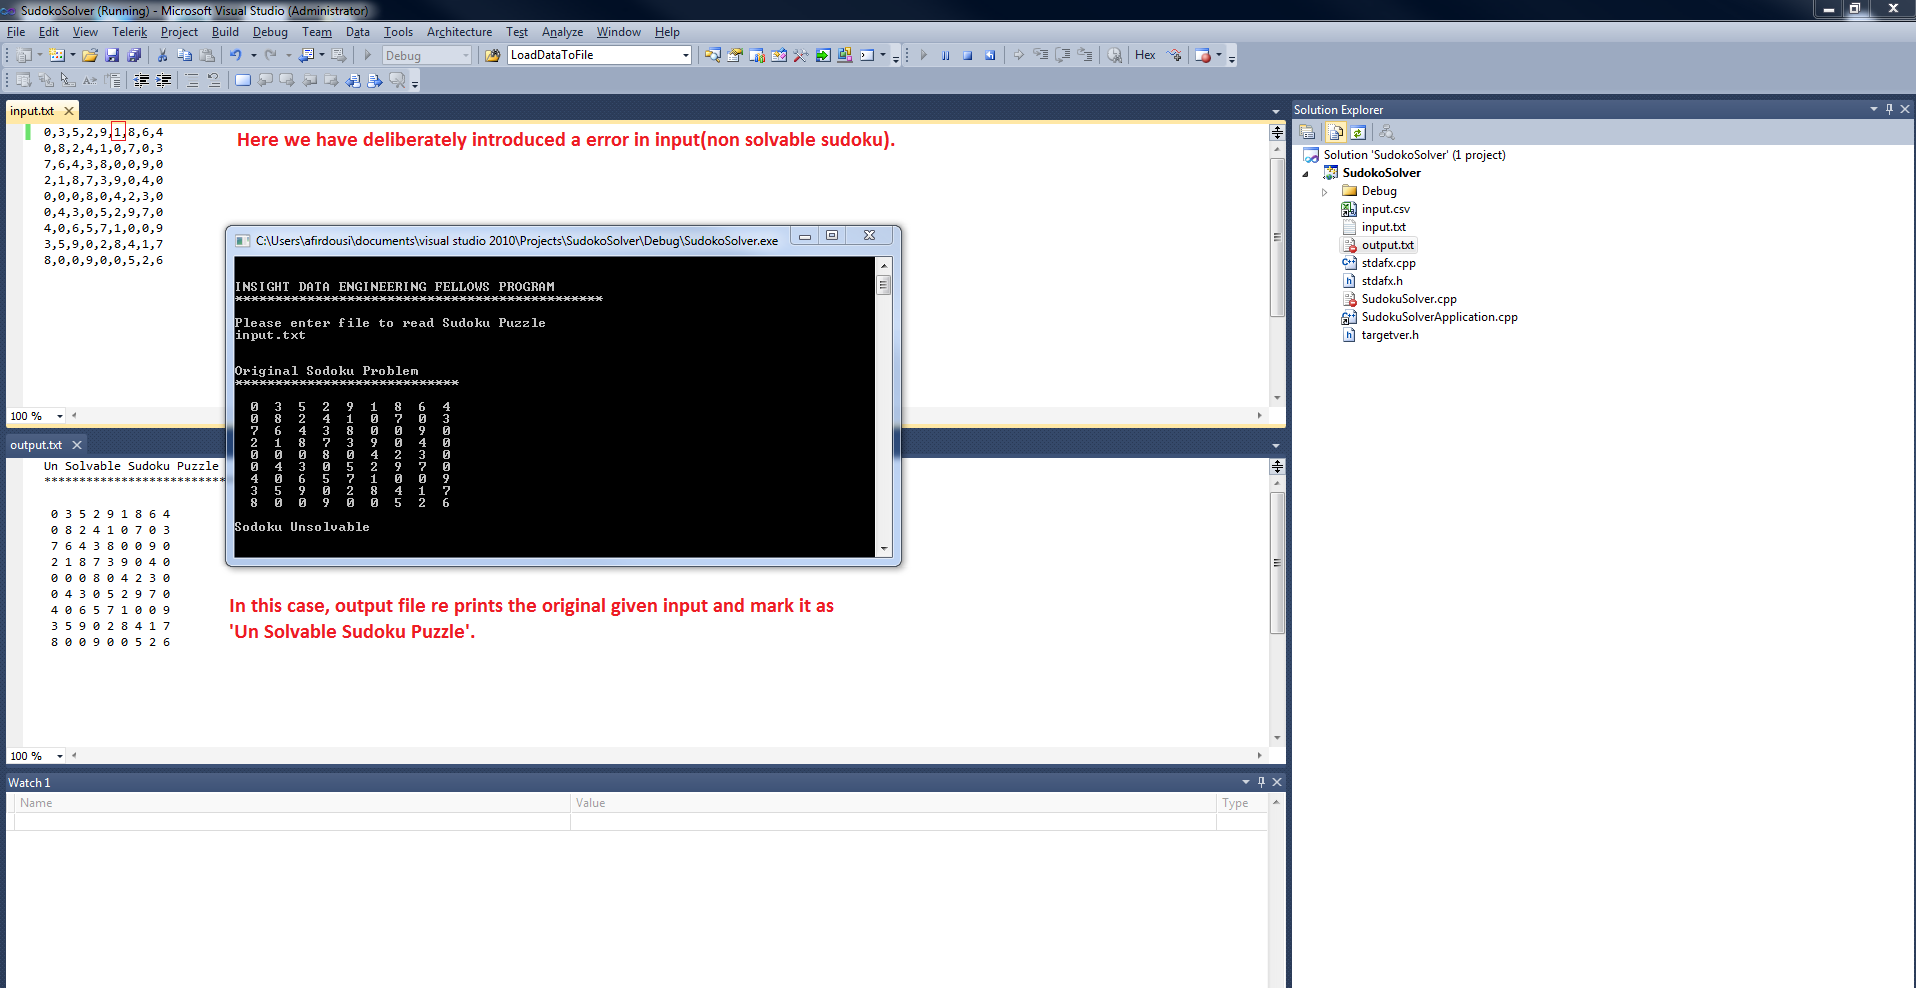 SudokoSolver (Running) - Microsoft Visual Studio (Administrator)
File Edit View Telerik Project Build Debug Team Data Tools Architecture Test Analyze Window Help
Debug LoadDataToFile Hex
input.txt
0,3,5,2,9,1,8,6,4
0,8,2,4,1,0,7,0,3
7,6,4,3,8,0,0,9,0
2,1,8,7,3,9,0,4,0
0,0,0,8,0,4,2,3,0
0,4,3,0,5,2,9,7,0
4,0,6,5,7,1,0,0,9
3,5,9,0,2,8,4,1,7
8,0,0,9,0,0,5,2,6
Here we have deliberately introduced a error in input(non solvable sudoku).
100 %
C:\Users\afirdousi\documents\visual studio 2010\Projects\SudokoSolver\Debug\SudokoSolver.exe
INSIGHT DATA ENGINEERING FELLOWS PROGRAM
**********************************************
Please enter file to read Sudoku Puzzle
input.txt
Original Sodoku Problem
****************************
0 3 5 2 9 1 8 6 4
0 8 2 4 1 0 7 0 3
7 6 4 3 8 0 0 9 0
2 1 8 7 3 9 0 4 0
0 0 0 8 0 4 2 3 0
0 4 3 0 5 2 9 7 0
4 0 6 5 7 1 0 0 9
3 5 9 0 2 8 4 1 7
8 0 0 9 0 0 5 2 6
Sodoku Unsolvable
output.txt
Un Solvable Sudoku Puzzle
**************************
0 3 5 2 9 1 8 6 4
0 8 2 4 1 0 7 0 3
7 6 4 3 8 0 0 9 0
2 1 8 7 3 9 0 4 0
0 0 0 8 0 4 2 3 0
0 4 3 0 5 2 9 7 0
4 0 6 5 7 1 0 0 9
3 5 9 0 2 8 4 1 7
8 0 0 9 0 0 5 2 6
In this case, output file re prints the original given input and mark it as
'Un Solvable Sudoku Puzzle'.
100 %
Watch 1
Name Value Type
Solution Explorer
Solution 'SudokoSolver' (1 project)
SudokoSolver
Debug
input.csv
input.txt
output.txt
stdafx.cpp
stdafx.h
SudokuSolver.cpp
SudokuSolverApplication.cpp
targetver.h